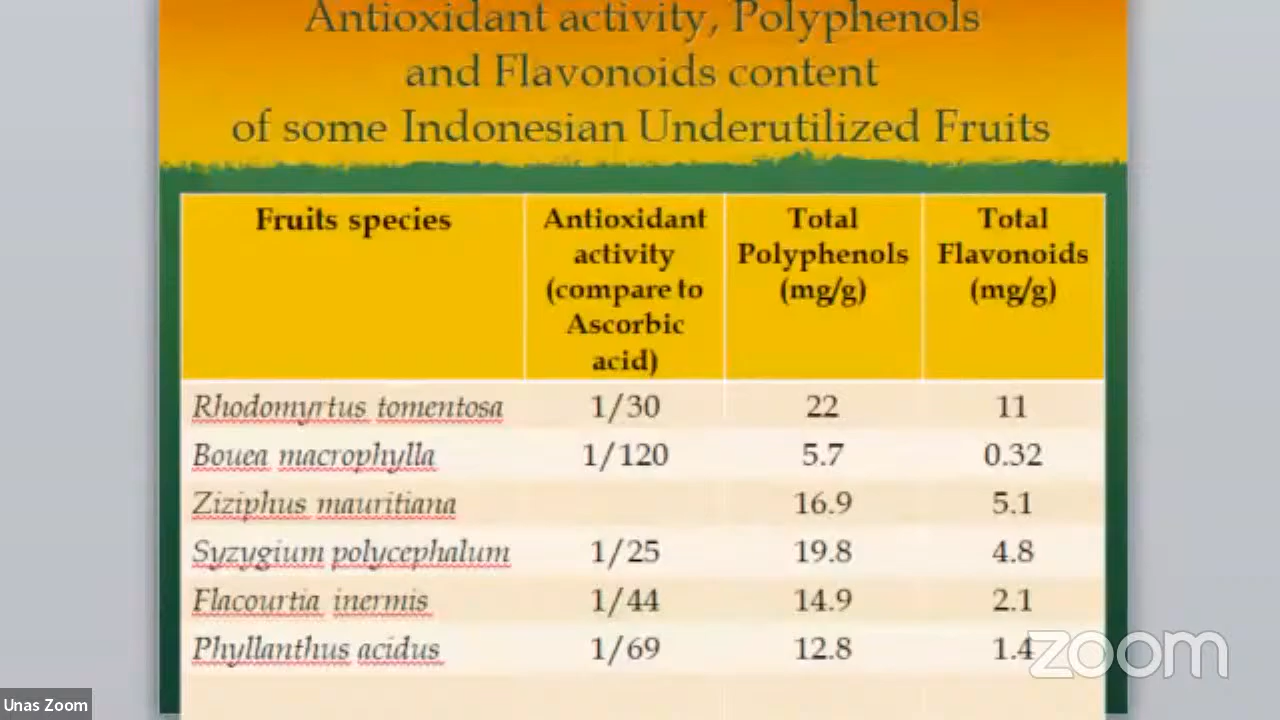 Antioxidant activity, Polyphenols
and Flavonoids content
of some Indonesian Underutilized Fruits
Fruits species Antioxidant activity (compare to Ascorbic acid) Total Polyphenols (mg/g) Total Flavonoids (mg/g)
Rhodomyrtus tomentosa 1/30 22 11
Bouea macrophylla 1/120 5.7 0.32
Ziziphus mauritiana 16.9 5.1
Syzygium polycephalum 1/25 19.8 4.8
Flacourtia inermis 1/44 14.9 2.1
Phyllanthus acidus 1/69 12.8 1.4
zoom
Unas Zoom